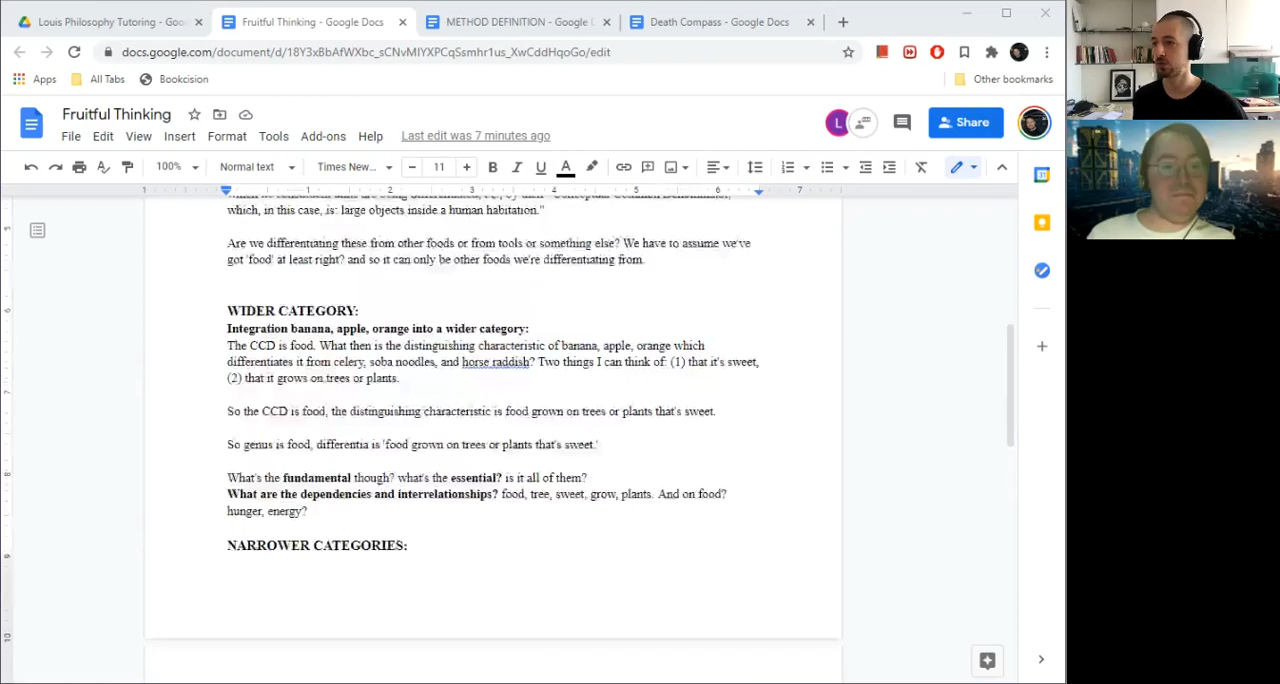 Louis Philosophy Tutoring - Goo
Fruitful Thinking - Google Docs
METHOD DEFINITION - Google D
Death Compass - Google Docs
docs.google.com/document/d/18Y3xBbAfWXbc_sCNvMIYXPCqSsmhr1us_XwCddHqoGo/edit
Apps
All Tabs
Bookcision
Other bookmarks
Fruitful Thinking
File Edit View Insert Format Tools Add-ons Help Last edit was 7 minutes ago
L
Share
100% Normal text Times New... 11 B I U A
1 1 2 3 4 5 6 7
which, in this case, is: large objects inside a human habitation."
Are we differentiating these from other foods or from tools or something else? We have to assume we've
got 'food' at least right? and so it can only be other foods we're differentiating from.
WIDER CATEGORY:
Integration banana, apple, orange into a wider category:
The CCD is food. What then is the distinguishing characteristic of banana, apple, orange which
differentiates it from celery, soba noodles, and horse raddish? Two things I can think of: (1) that it's sweet,
(2) that it grows on trees or plants.
So the CCD is food, the distinguishing characteristic is food grown on trees or plants that's sweet.
So genus is food, differentia is 'food grown on trees or plants that's sweet.'
What's the fundamental though? what's the essential? is it all of them?
What are the dependencies and interrelationships? food, tree, sweet, grow, plants. And on food?
hunger, energy?
NARROWER CATEGORIES: